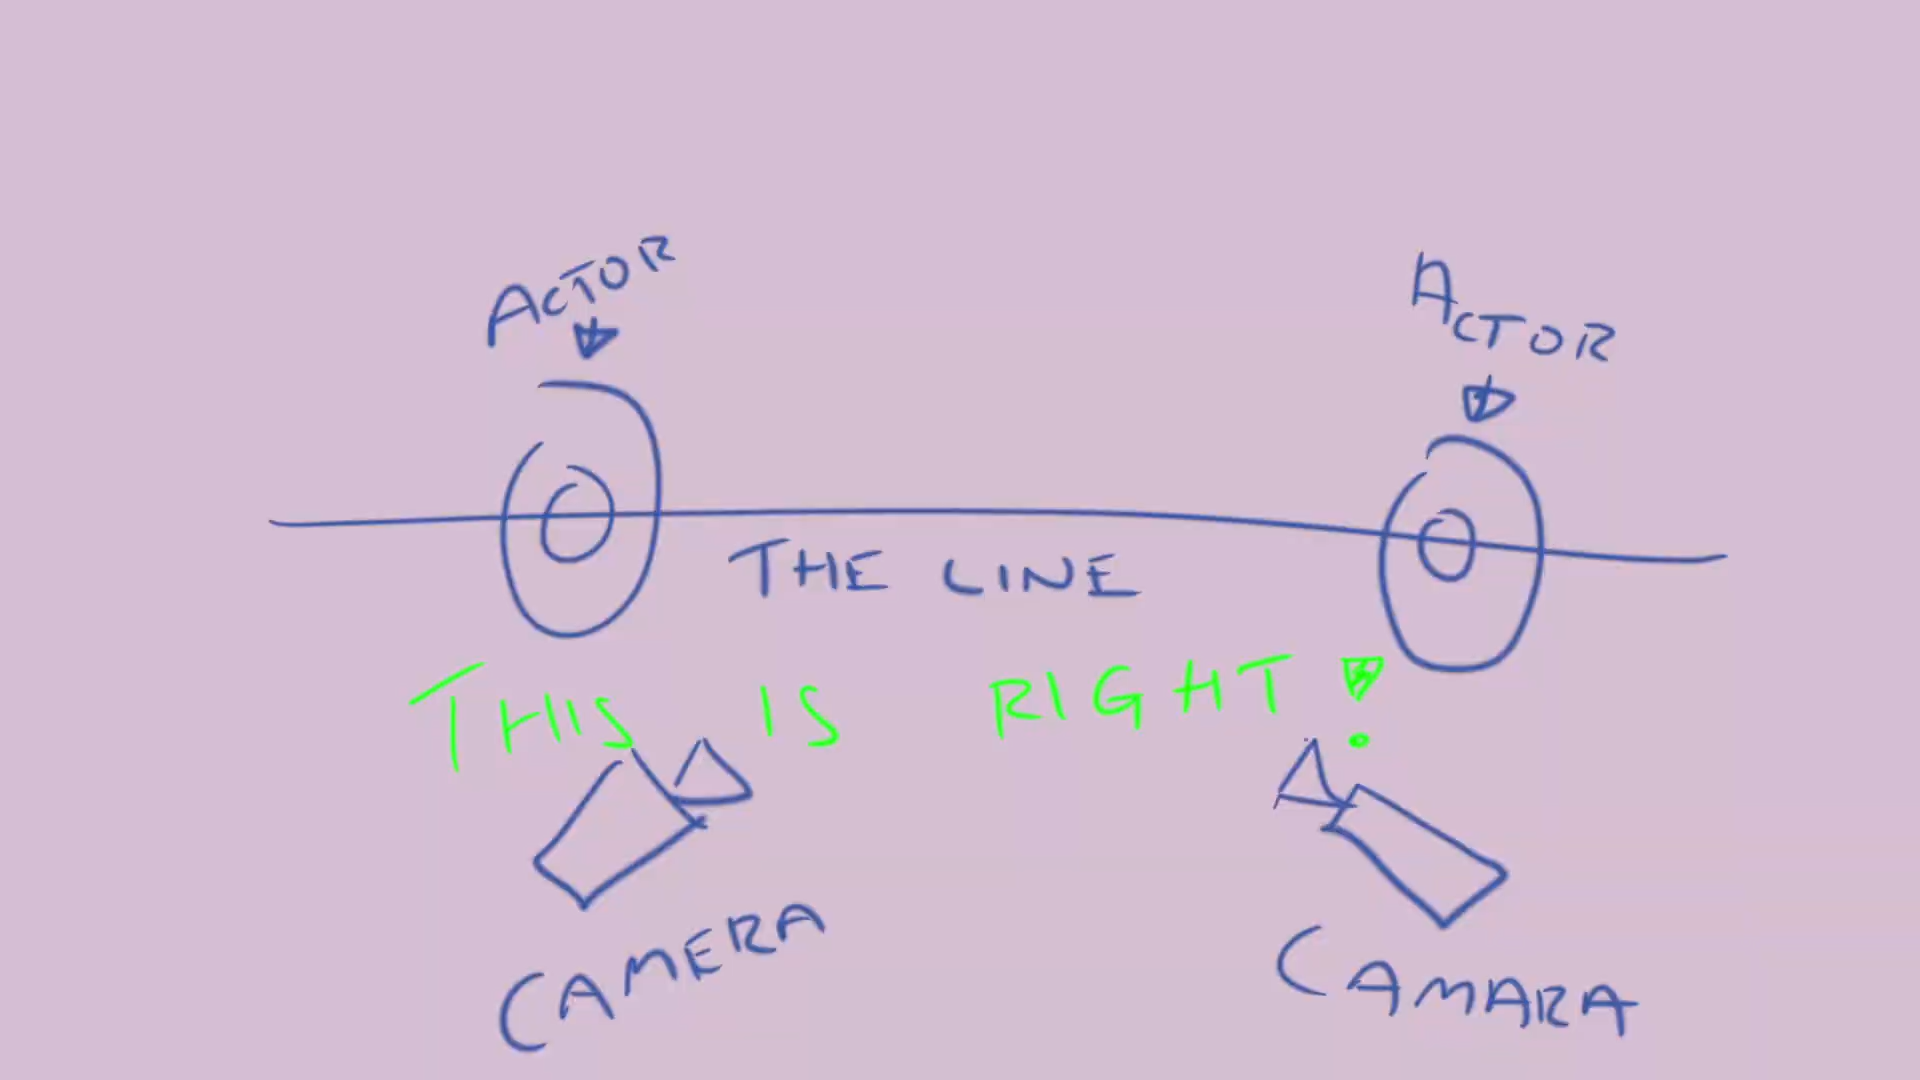 ACTOR
ACTOR
THE LINE
THIS IS RIGHT!
CAMERA
CAMARA